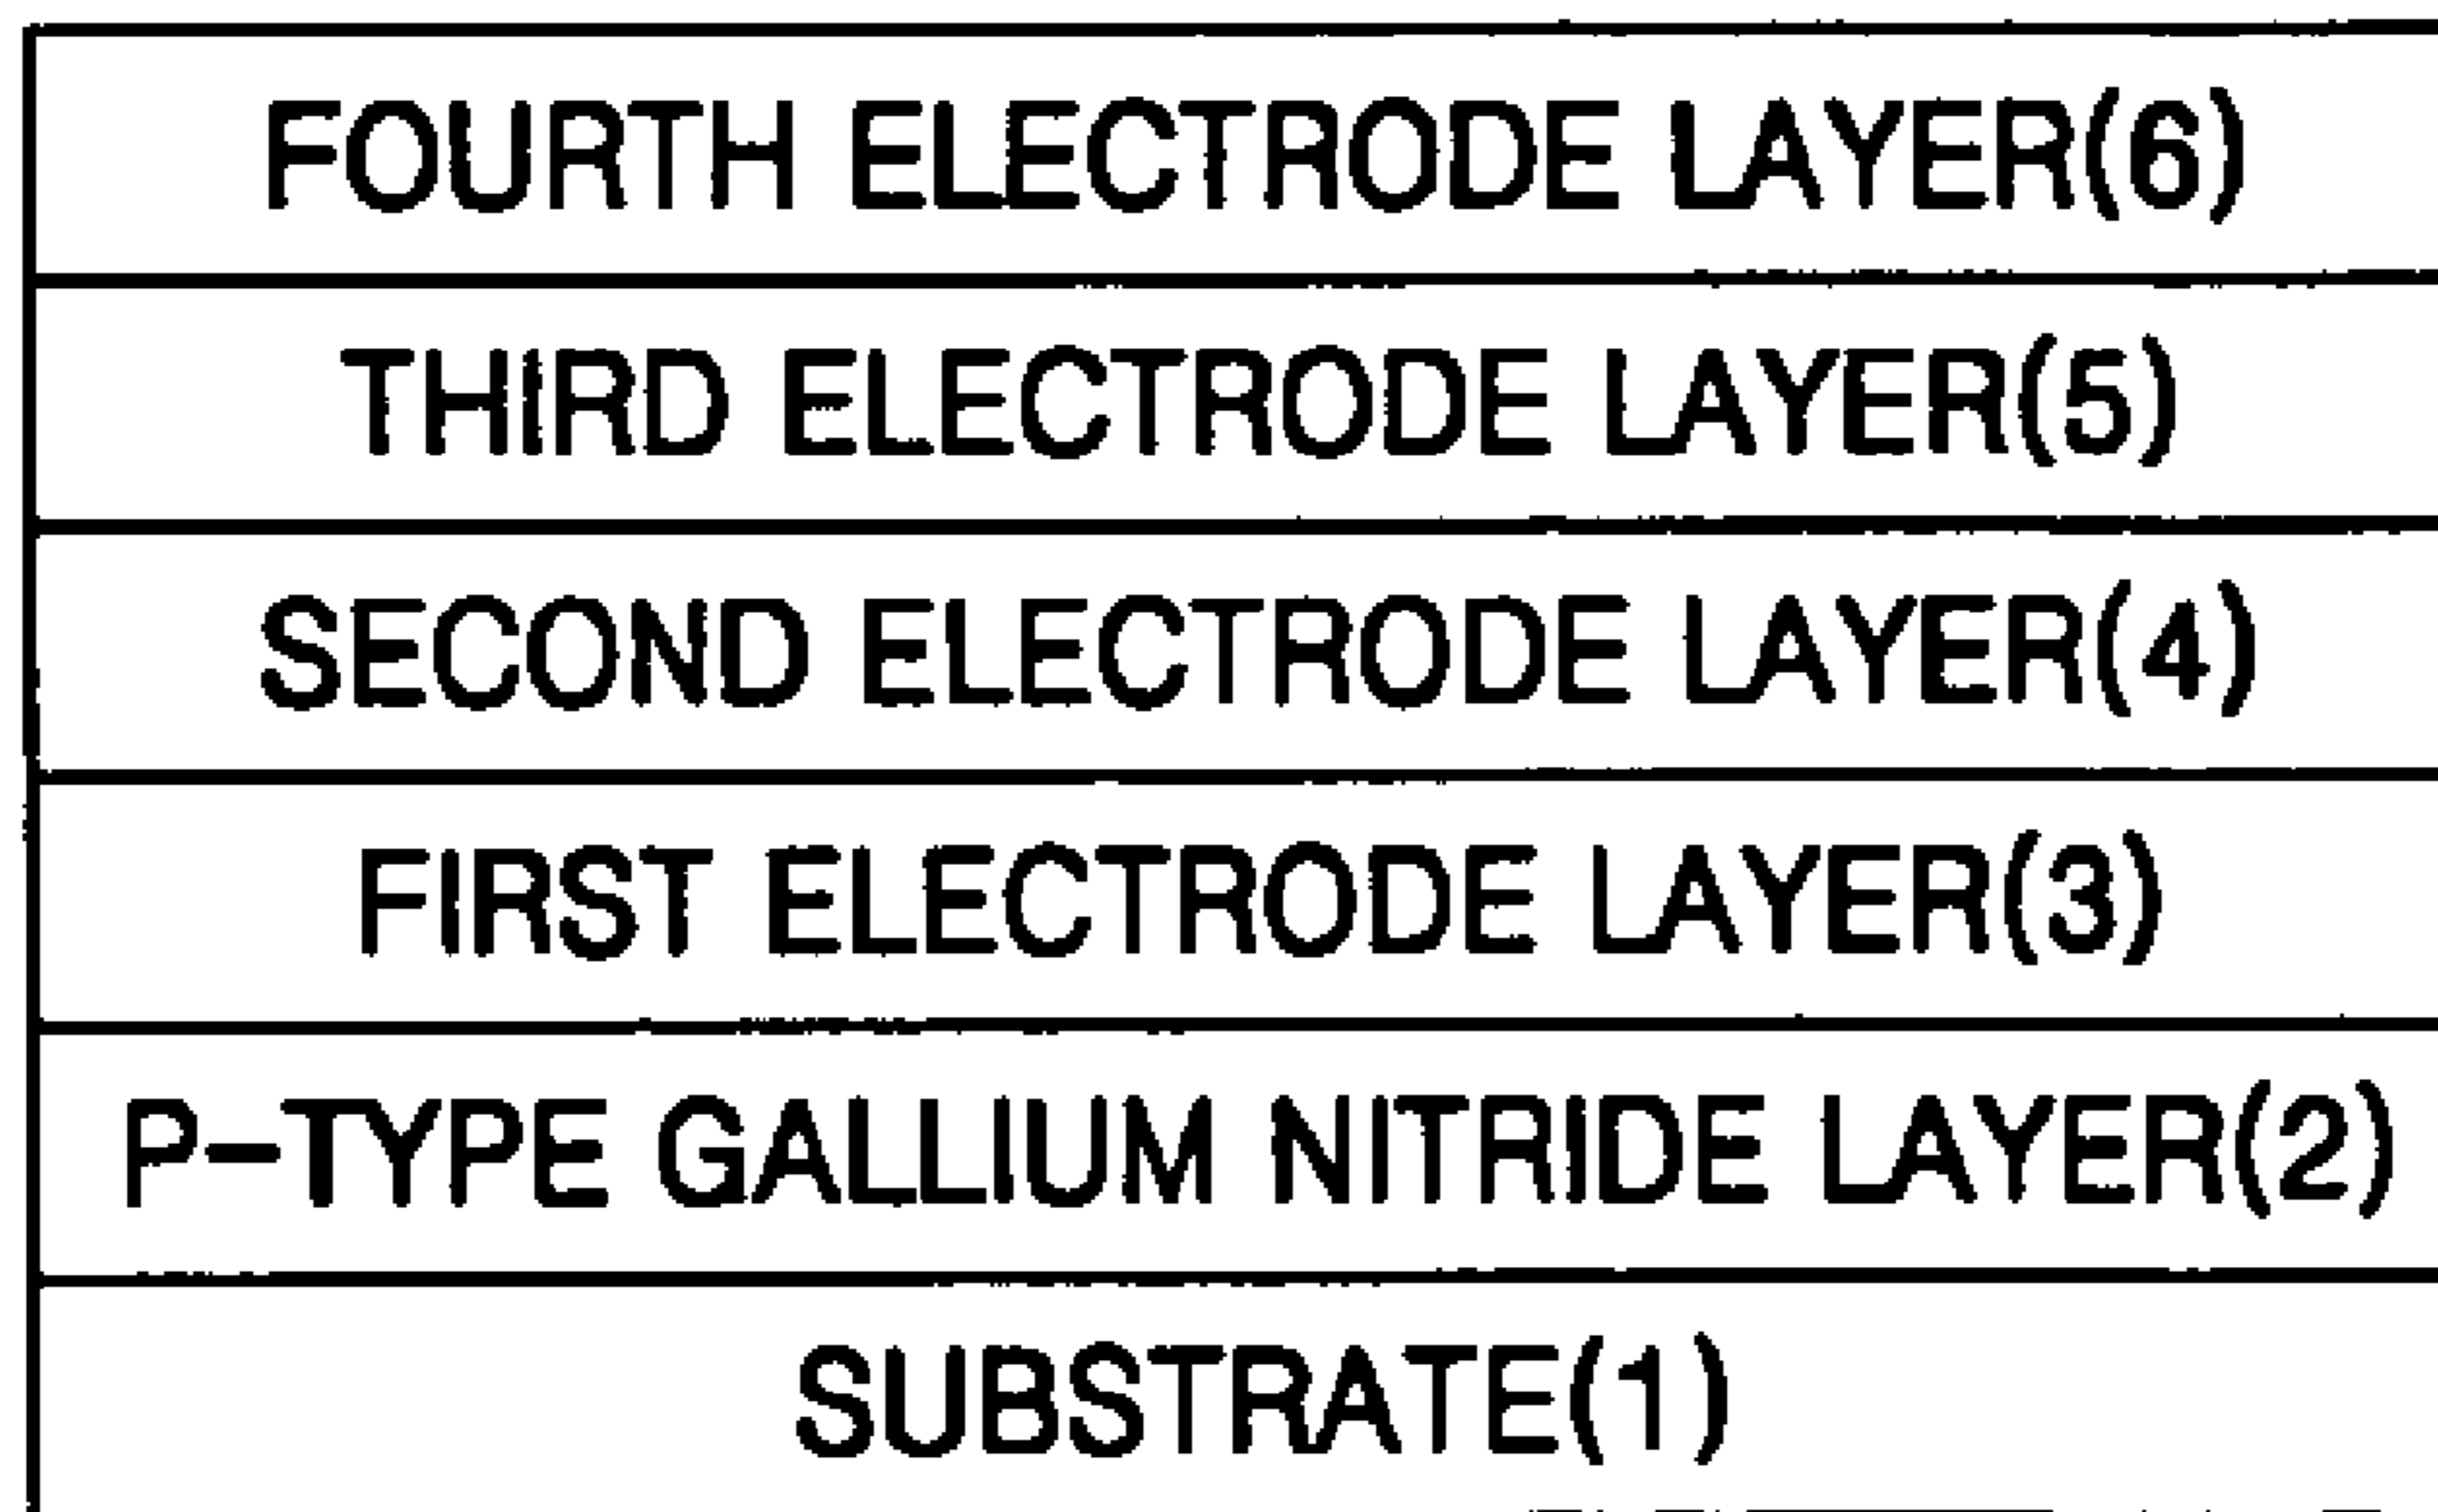 FOURTH ELECTRODE LAYER(6)
THIRD ELECTRODE LAYER(5)
SECOND ELECTRODE LAYER(4)
FIRST ELECTRODE LAYER(3)
P-TYPE GALLIUM NITRIDE LAYER(2)
SUBSTRATE(1)